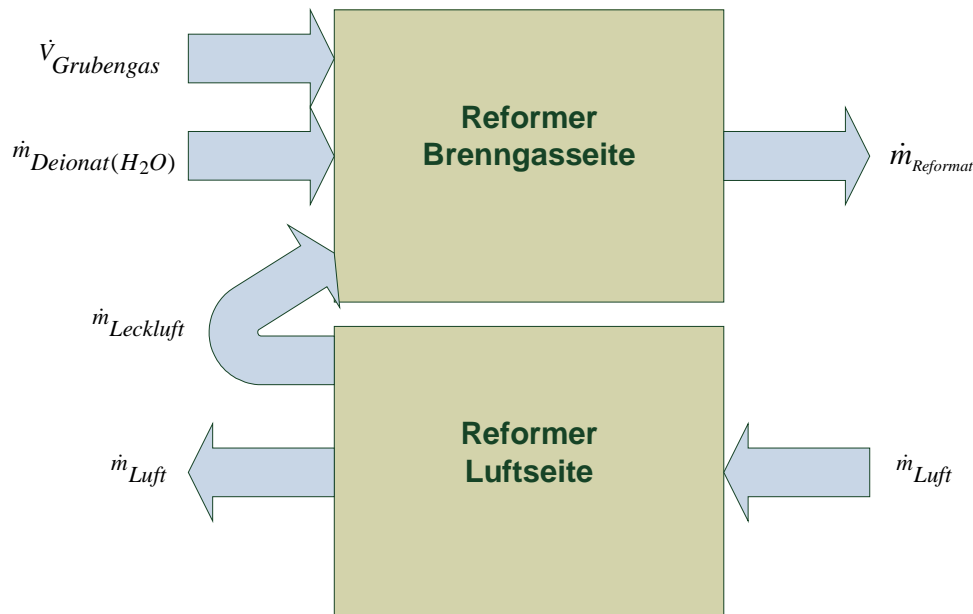 V̇Grubengas
ṁDeionat(H₂O)
Reformer
Brenngasseite
ṁReformat
ṁLeckluft
Reformer
Luftseite
ṁLuft
ṁLuft